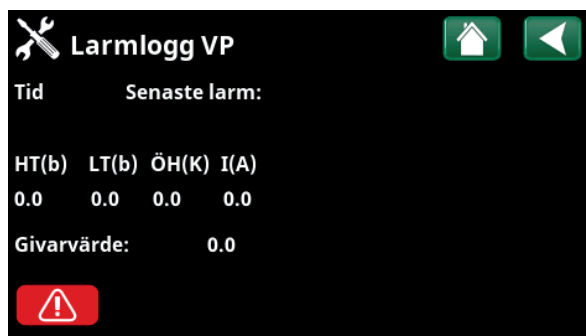 Larmlogg VP
Tid Senaste larm:
HT(b) LT(b) ÖH(K) I(A)
0.0 0.0 0.0 0.0
Givarvärde: 0.0